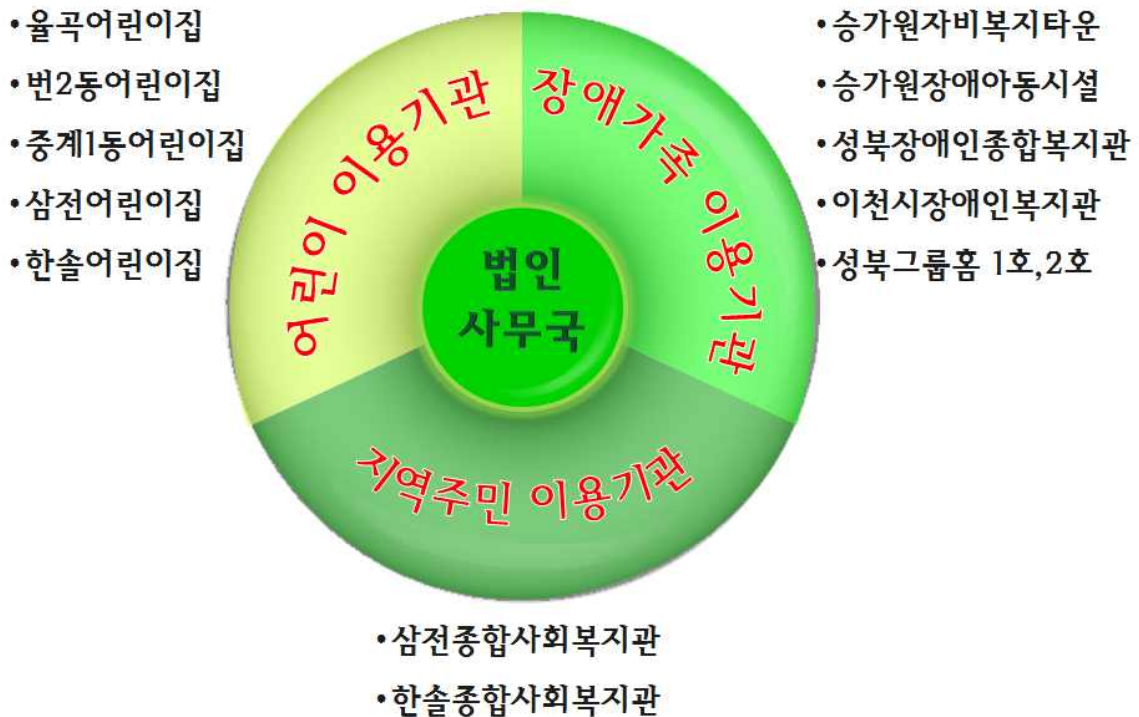 •율곡어린이집
•번2동어린이집
•중계1동어린이집
•삼전어린이집
•한솔어린이집
어린이 이용기관
장애가족 이용기관
•승가원자비복지타운
•승가원장애아동시설
•성북장애인종합복지관
•이천시장애인복지관
•성북그룹홈 1호,2호
법인
사무국
지역주민 이용기관
•삼전종합사회복지관
•한솔종합사회복지관